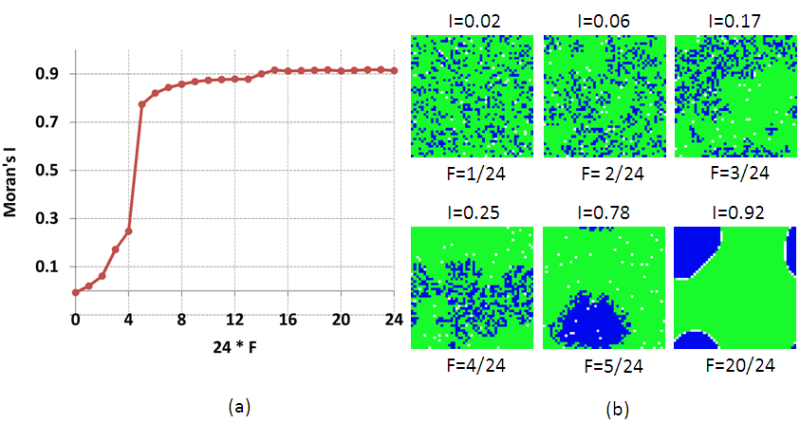 Moran's I
0.9
0.7
0.5
0.3
0.1
0 4 8 12 16 20 24
24 * F
(a)
I=0.02 I=0.06 I=0.17
F=1/24 F= 2/24 F=3/24
I=0.25 I=0.78 I=0.92
F=4/24 F=5/24 F=20/24
(b)